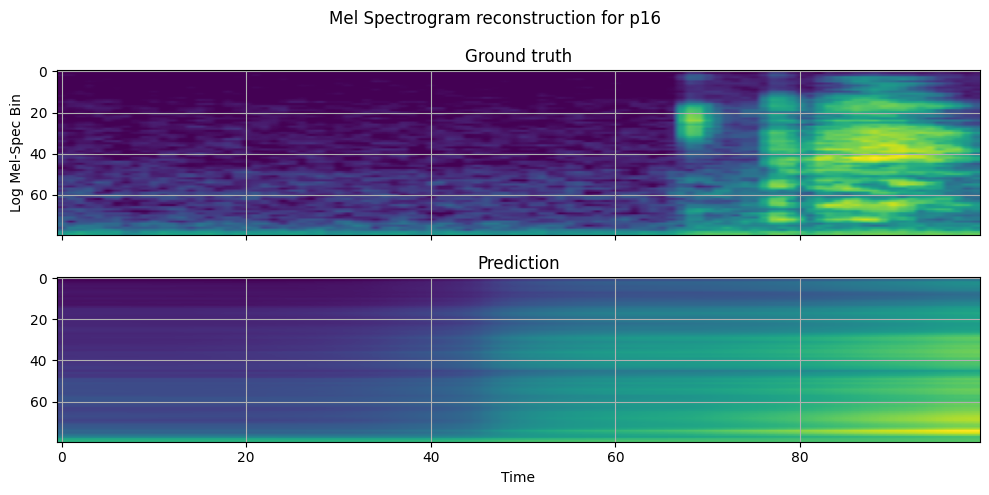 Mel Spectrogram reconstruction for p16
Ground truth
Log Mel-Spec Bin
0
20
40
60
Prediction
0
20
40
60
0 20 40 60 80
Time